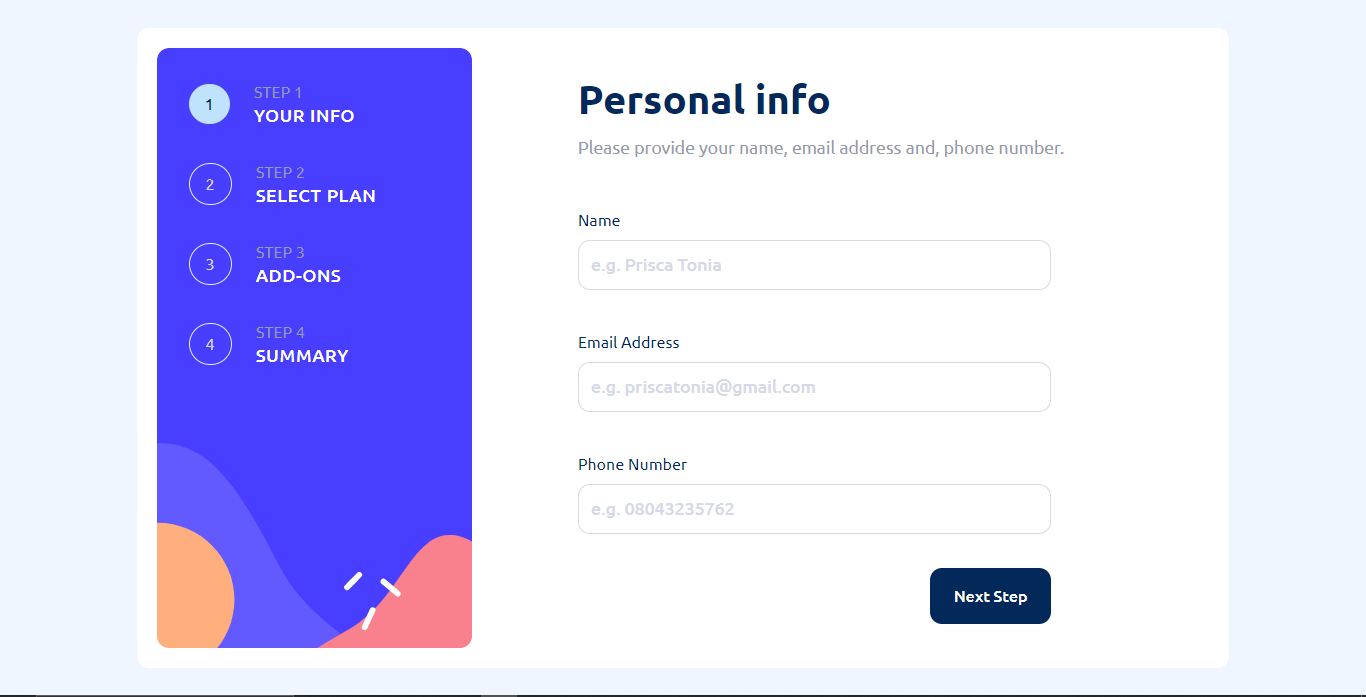 1
STEP 1
YOUR INFO
2
STEP 2
SELECT PLAN
3
STEP 3
ADD-ONS
4
STEP 4
SUMMARY
Personal info
Please provide your name, email address and, phone number.
Name
e.g. Prisca Tonia
Email Address
e.g. priscatonia@gmail.com
Phone Number
e.g. 08043235762
Next Step